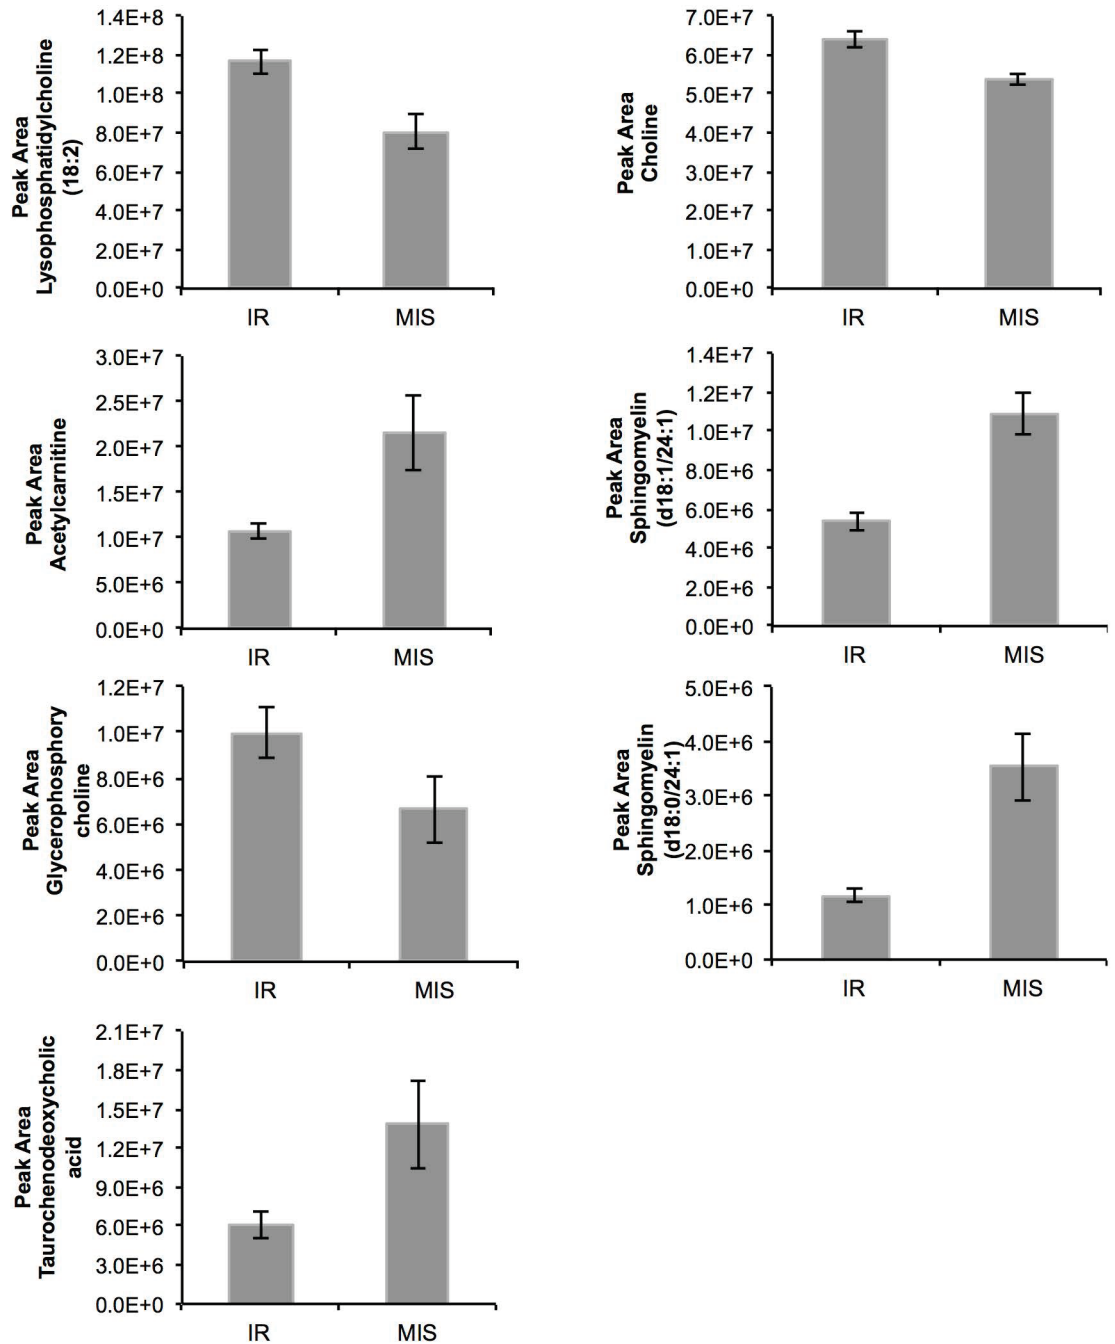 Peak Area
Lysophosphatidylcholine
(18:2)
1.4E+8
1.2E+8
1.0E+8
8.0E+7
6.0E+7
4.0E+7
2.0E+7
0.0E+0
IR MIS
Peak Area
Choline
7.0E+7
6.0E+7
5.0E+7
4.0E+7
3.0E+7
2.0E+7
1.0E+7
0.0E+0
IR MIS
Peak Area
Acetylcarnitine
3.0E+7
2.5E+7
2.0E+7
1.5E+7
1.0E+7
5.0E+6
0.0E+0
IR MIS
Peak Area
Sphingomyelin
(d18:1/24:1)
1.4E+7
1.2E+7
1.0E+7
8.0E+6
6.0E+6
4.0E+6
2.0E+6
0.0E+0
IR MIS
Peak Area
Glycerophosphory
choline
1.2E+7
1.0E+7
8.0E+6
6.0E+6
4.0E+6
2.0E+6
0.0E+0
IR MIS
Peak Area
Sphingomyelin
(d18:0/24:1)
5.0E+6
4.0E+6
3.0E+6
2.0E+6
1.0E+6
0.0E+0
IR MIS
Peak Area
Taurochenodeoxycholic
acid
2.1E+7
1.8E+7
1.5E+7
1.2E+7
9.0E+6
6.0E+6
3.0E+6
0.0E+0
IR MIS